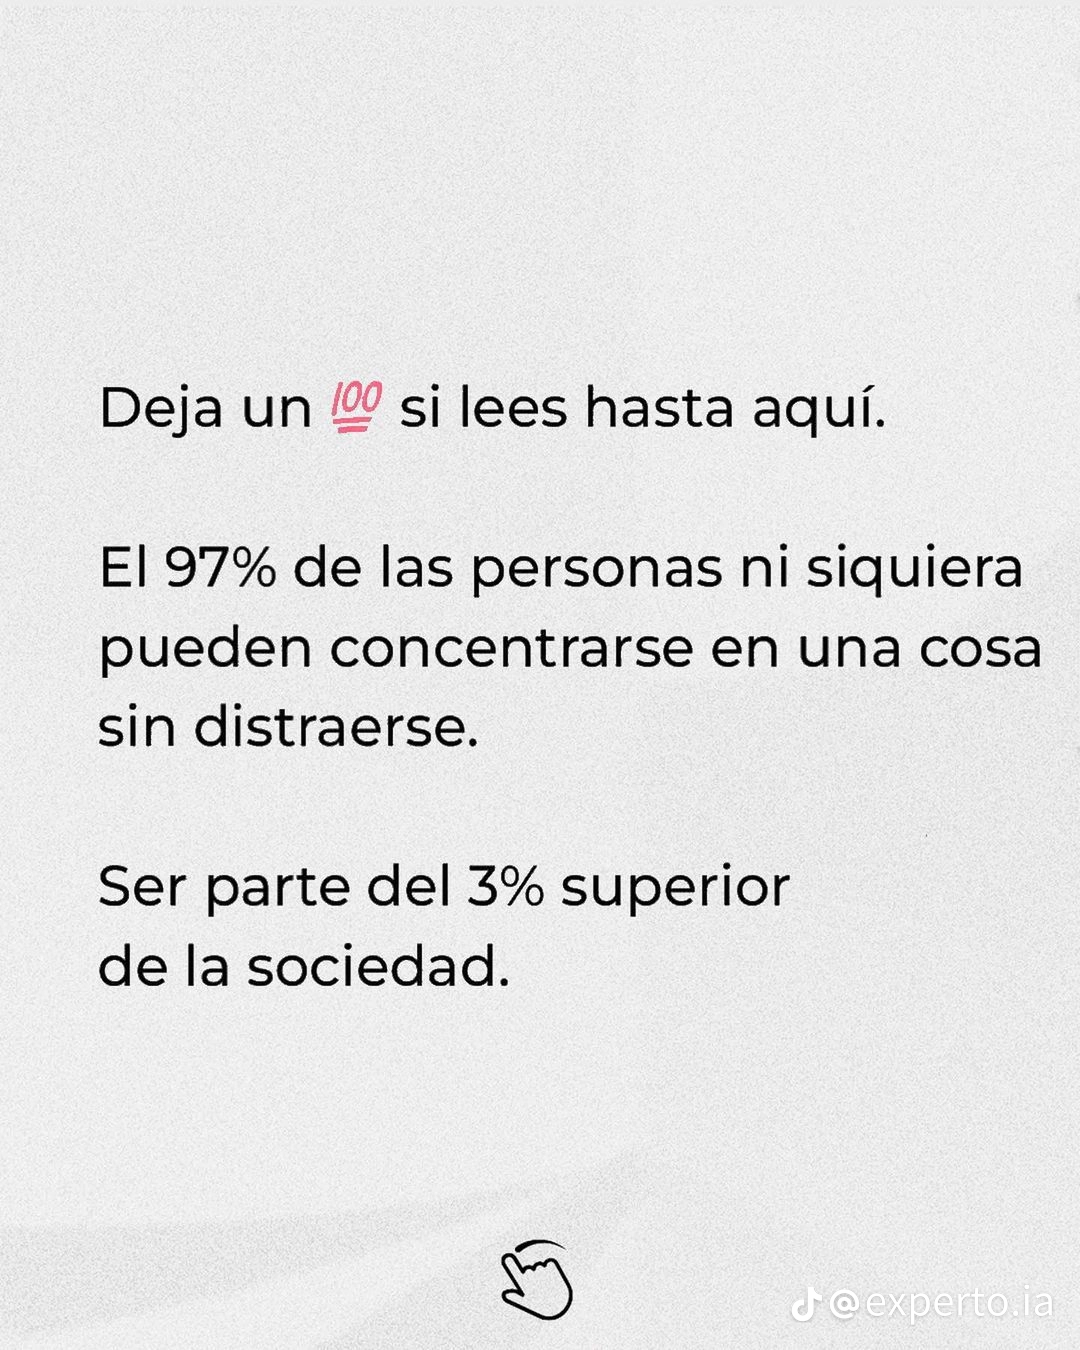 Deja un 💯 si lees hasta aquí.
El 97% de las personas ni siquiera
pueden concentrarse en una cosa
sin distraerse.
Ser parte del 3% superior
de la sociedad.
@experto.ia